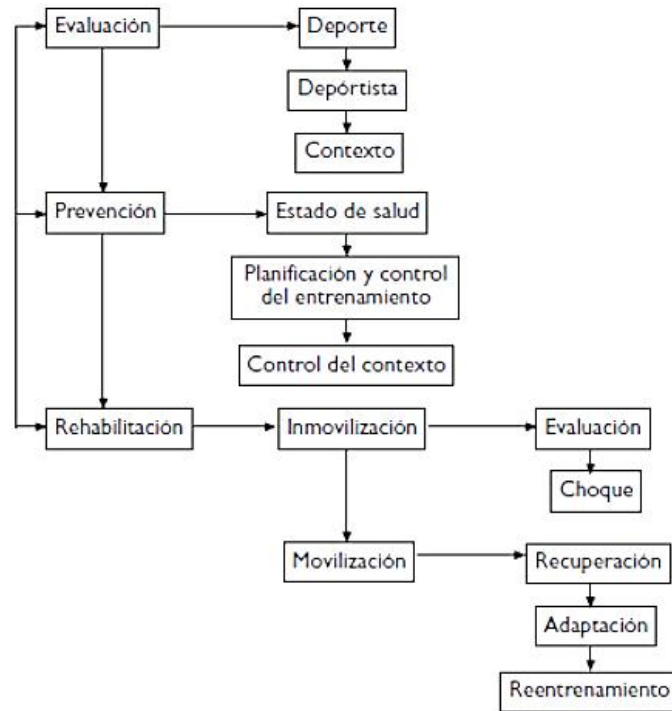 Evaluación
Deporte
Depórtista
Contexto
Prevención
Estado de salud
Planificación y control
del entrenamiento
Control del contexto
Rehabilitación
Inmovilización
Evaluación
Choque
Movilización
Recuperación
Adaptación
Reentrenamiento